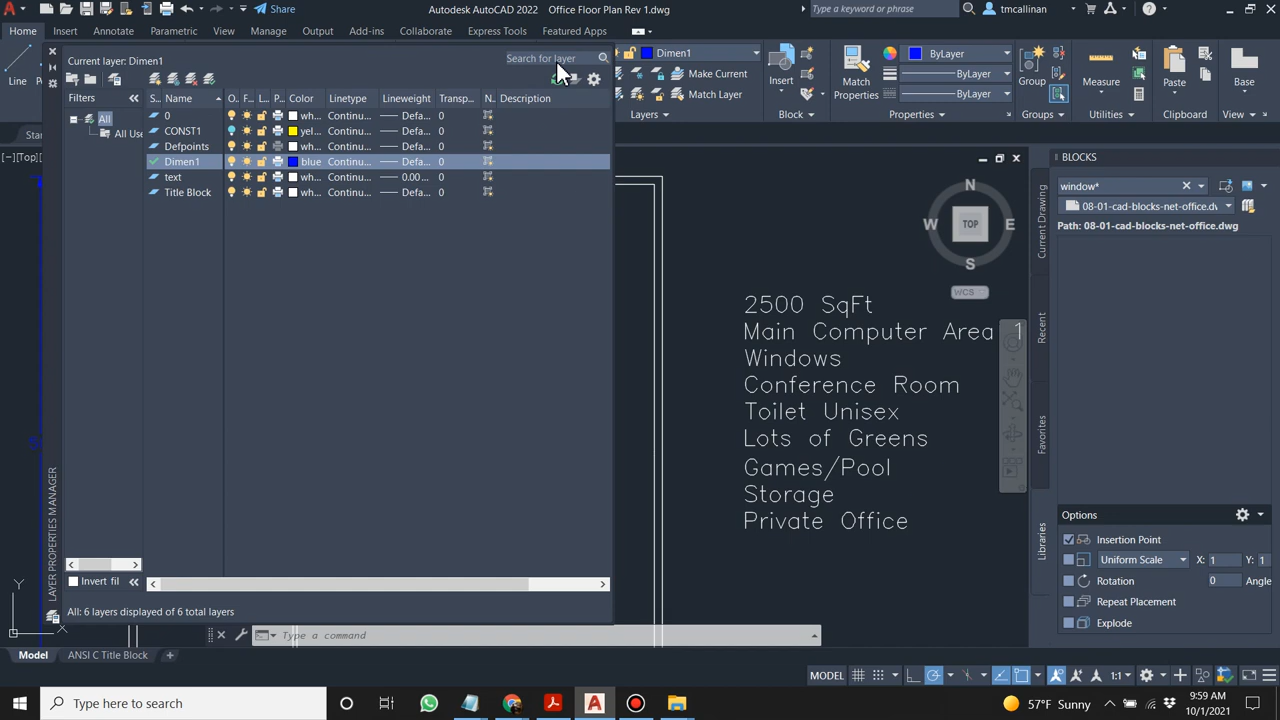 Share
Autodesk AutoCAD 2022 Office Floor Plan Rev 1.dwg
Type a keyword or phrase
tmcallinan
Home Insert Annotate Parametric View Manage Output Add-ins Collaborate Express Tools Featured Apps
Line
Current layer: Dimen1
Search for layer
Filters
All
All Use
S.. Name O. F.. L... P... Color Linetype Lineweight Transp... N.. Description
0 wh... Continu... Defa... 0
CONST1 yel... Continu... Defa... 0
Defpoints wh... Continu... Defa... 0
Dimen1 blue Continu... Defa... 0
text wh... Continu... 0.00... 0
Title Block wh... Continu... Defa... 0
Invert fil
All: 6 layers displayed of 6 total layers
LAYER PROPERTIES MANAGER
Dimen1
Make Current
Match Layer
Layers
Insert
Block
Match
Properties
ByLayer
ByLayer
ByLayer
Properties
Group
Groups
Measure
Utilities
Paste
Base
Star
[−][Top][
N
W TOP E
S
WCS
2500 SqFt
Main Computer Area 1
Windows
Conference Room
Toilet Unisex
Lots of Greens
Games/Pool
Storage
Private Office
BLOCKS
window*
08-01-cad-blocks-net-office.dw
Path: 08-01-cad-blocks-net-office.dwg
Current Drawing
Recent
Favorites
Libraries
Options
Insertion Point
Uniform Scale X: 1 Y: 1
Rotation 0 Angle
Repeat Placement
Explode
Y
X
Type a command
Model ANSI C Title Block +
MODEL 1:1
Type here to search
57°F Sunny
9:59 AM
10/1/2021